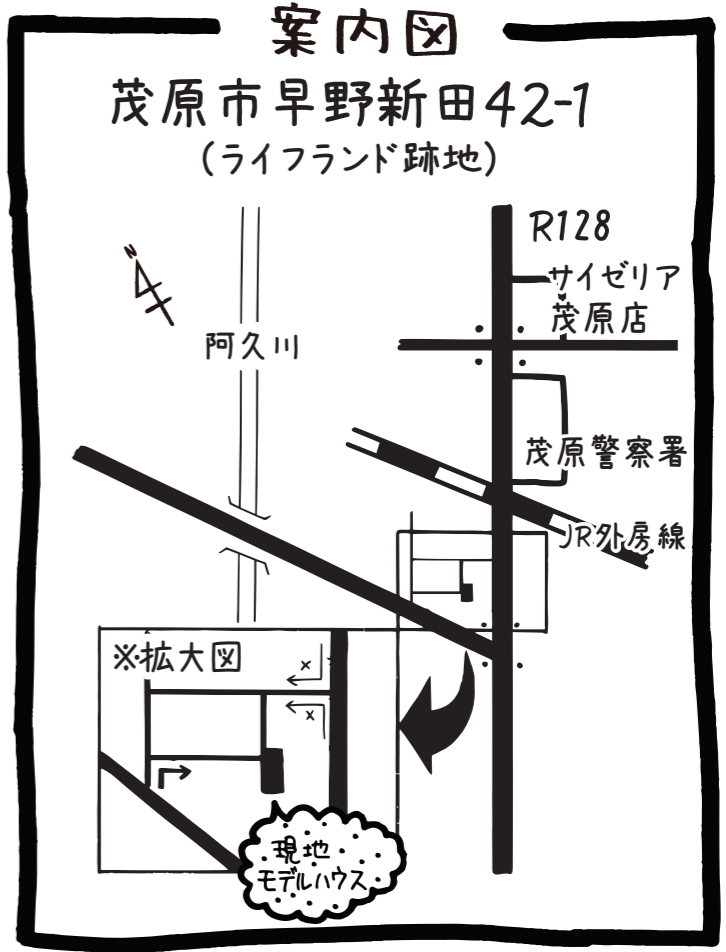 案内図
茂原市早野新田42-1
(ライフランド跡地)
N
R128
サイゼリア
茂原店
阿久川
茂原警察署
JR外房線
※拡大図
×
×
現地
モデルハウス